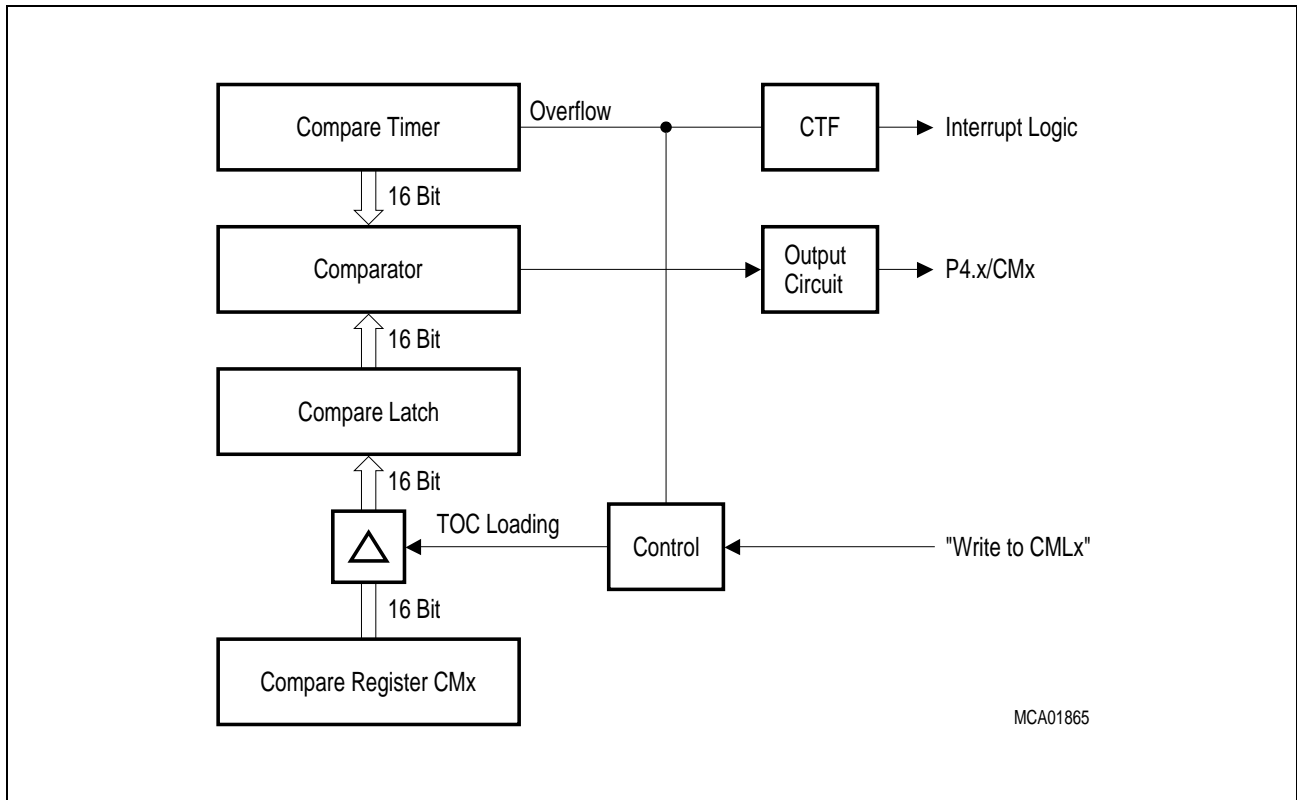 Compare Timer
Overflow
CTF
Interrupt Logic
16 Bit
Comparator
Output
Circuit
P4.x/CMx
16 Bit
Compare Latch
16 Bit
TOC Loading
Control
"Write to CMLx"
16 Bit
Compare Register CMx
MCA01865